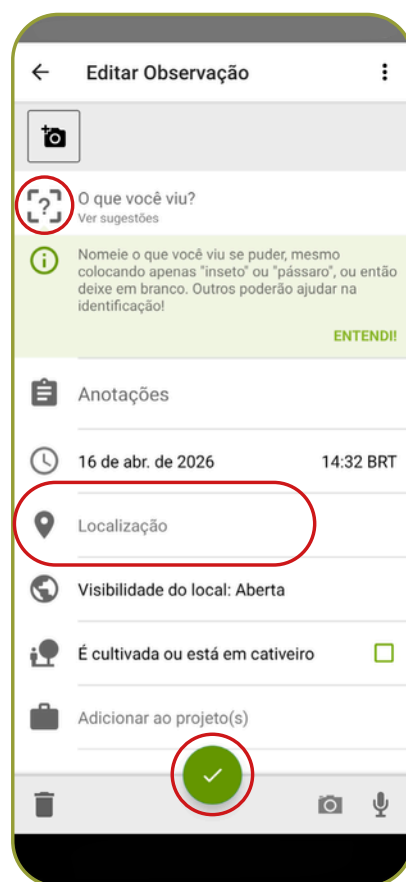 Editar Observação
O que você viu?
Ver sugestões
Nomeie o que você viu se puder, mesmo
colocando apenas "inseto" ou "pássaro", ou então
deixe em branco. Outros poderão ajudar na
identificação!
ENTENDI!
Anotações
16 de abr. de 2026 14:32 BRT
Localização
Visibilidade do local: Aberta
É cultivada ou está em cativeiro
Adicionar ao projeto(s)